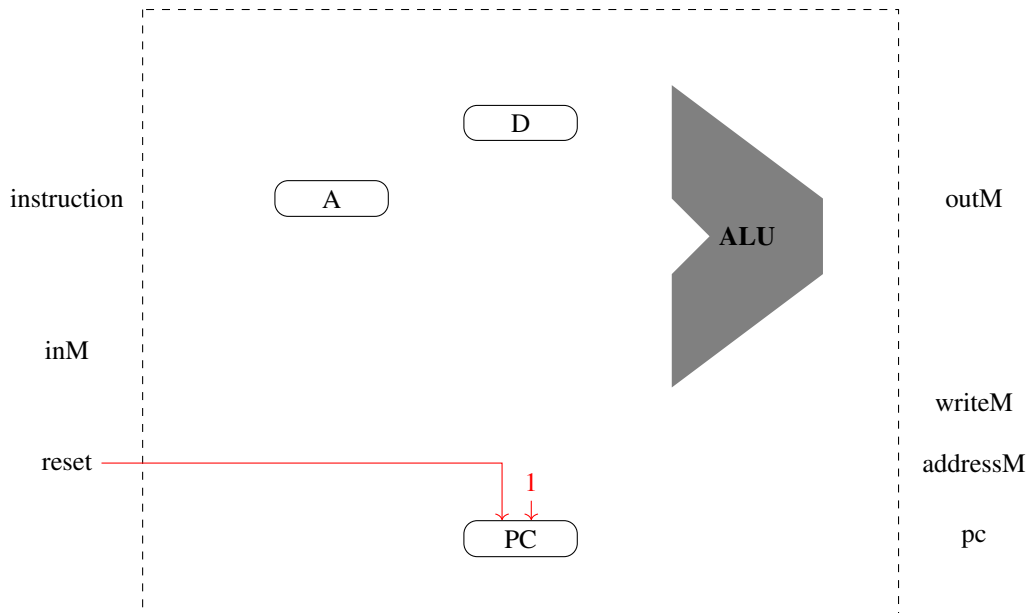 D
instruction
A
outM
ALU
inM
writeM
reset
addressM
1
PC
pc